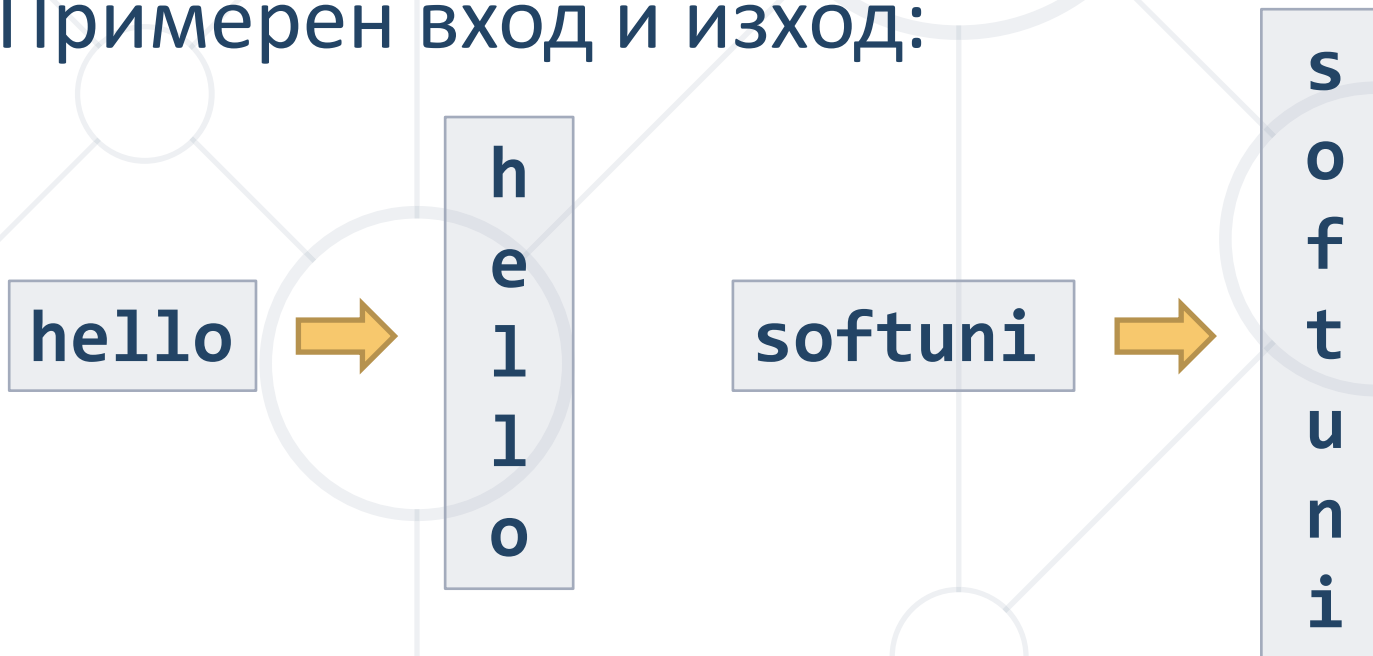 Примерен вход и изход:
hello
h
e
l
l
o
softuni
s
o
f
t
u
n
i